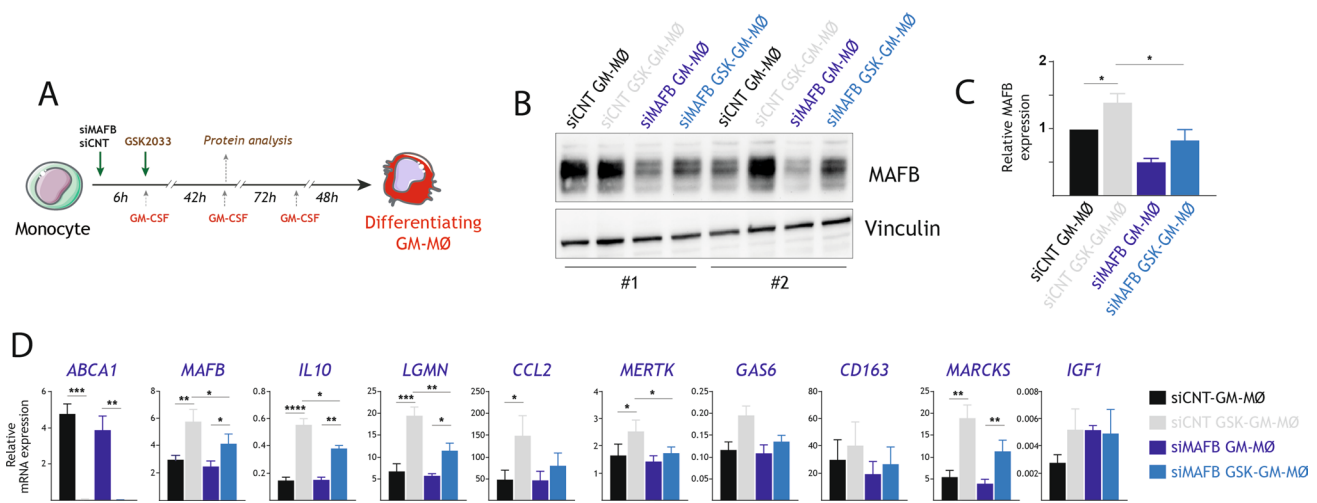 A
siMAFB
siCNT
GSK2033
Protein analysis
6h
42h
72h
48h
GM-CSF
GM-CSF
GM-CSF
Monocyte
Differentiating
GM-MØ
B
siCNT GM-MØ
siCNT GSK-GM-MØ
siMAFB GM-MØ
siMAFB GSK-GM-MØ
siCNT GM-MØ
siCNT GSK-GM-MØ
siMAFB GM-MØ
siMAFB GSK-GM-MØ
MAFB
Vinculin
#1
#2
C
Relative MAFB
expression
2
1
*
*
siCNT GM-MØ
siCNT GSK-GM-MØ
siMAFB GM-MØ
siMAFB GSK-GM-MØ
D
Relative
mRNA expression
ABCA1
6
4
2
***
**
MAFB
8
6
4
2
**
*
*
IL10
0.8
0.6
0.4
0.2
****
*
**
LGMN
25
20
15
10
5
***
**
*
CCL2
250
200
150
100
50
*
MERTK
4
3
2
1
*
*
GAS6
0.25
0.20
0.15
0.10
0.05
CD163
80
60
40
20
MARCKS
25
20
15
10
5
**
**
IGF1
0.008
0.006
0.004
0.002
siCNT-GM-MØ
siCNT GSK-GM-MØ
siMAFB GM-MØ
siMAFB GSK-GM-MØ